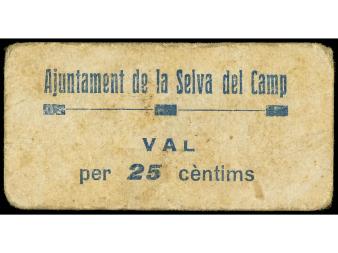 Ajuntament de la Selva del Camp
VAL
per 25 cèntims